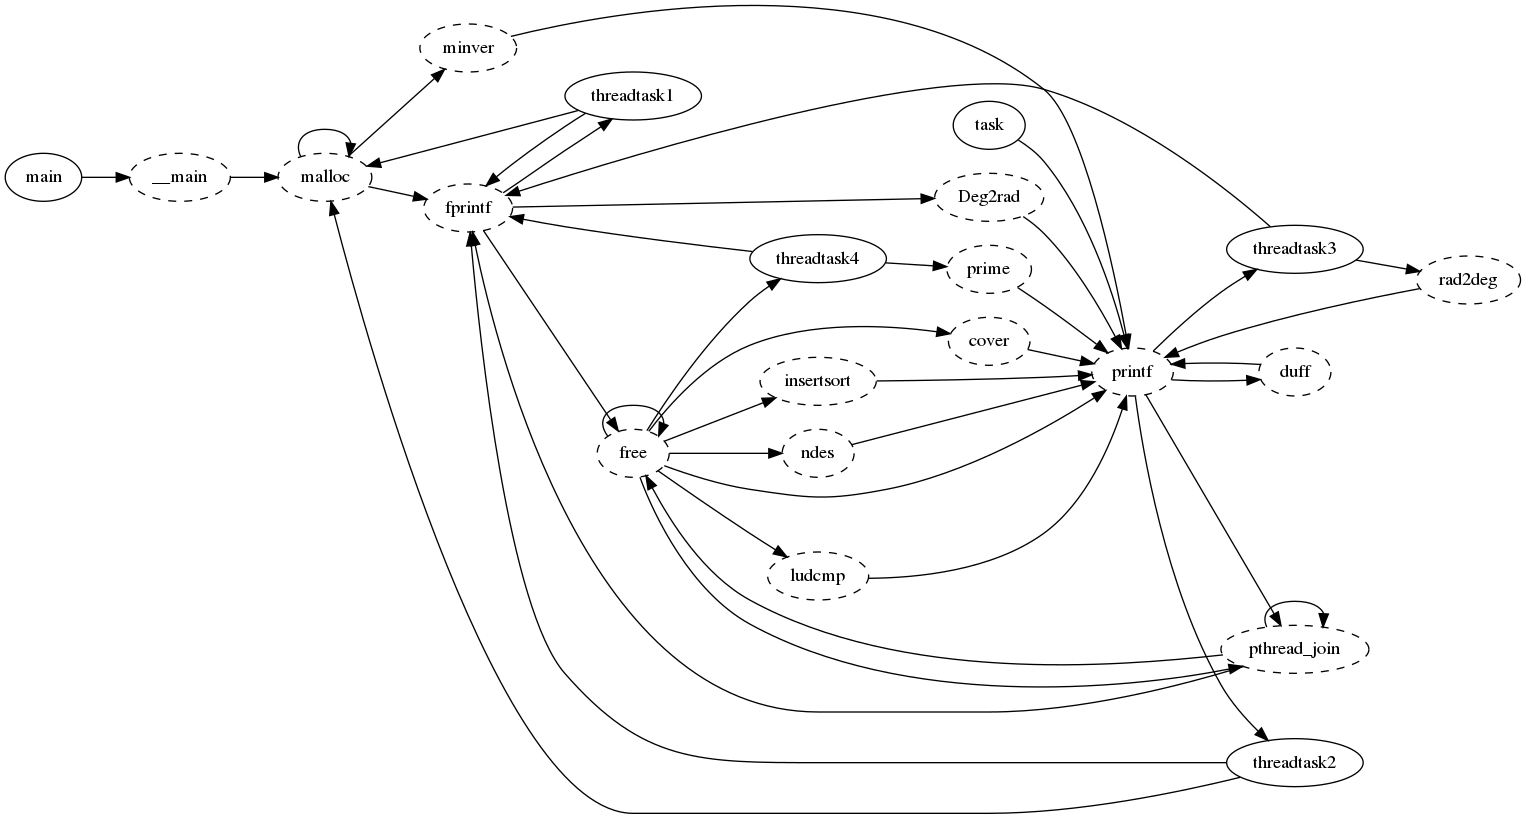 minver
threadtask1
task
main
__main
malloc
fprintf
Deg2rad
threadtask4
prime
threadtask3
rad2deg
cover
insertsort
printf
duff
free
ndes
ludcmp
pthread_join
threadtask2